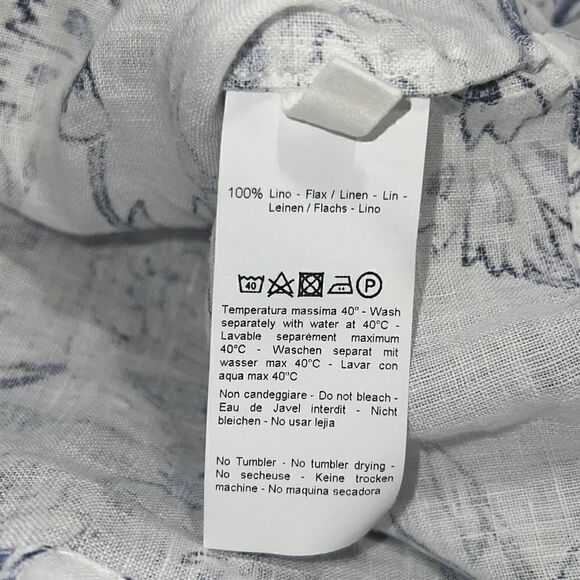 100% Lino - Flax / Linen - Lin -
Leinen / Flachs - Lino
40 P
Temperatura massima 40° - Wash
separately with water at 40°C -
Lavable separément maximum
40°C - Waschen separat mit
wasser max 40°C - Lavar con
aqua max 40°C
Non candeggiare - Do not bleach -
Eau de Javel interdit - Nicht
bleichen - No usar lejia
No Tumbler - No tumbler drying -
No secheuse - Keine trocken
machine - No maquina secadora